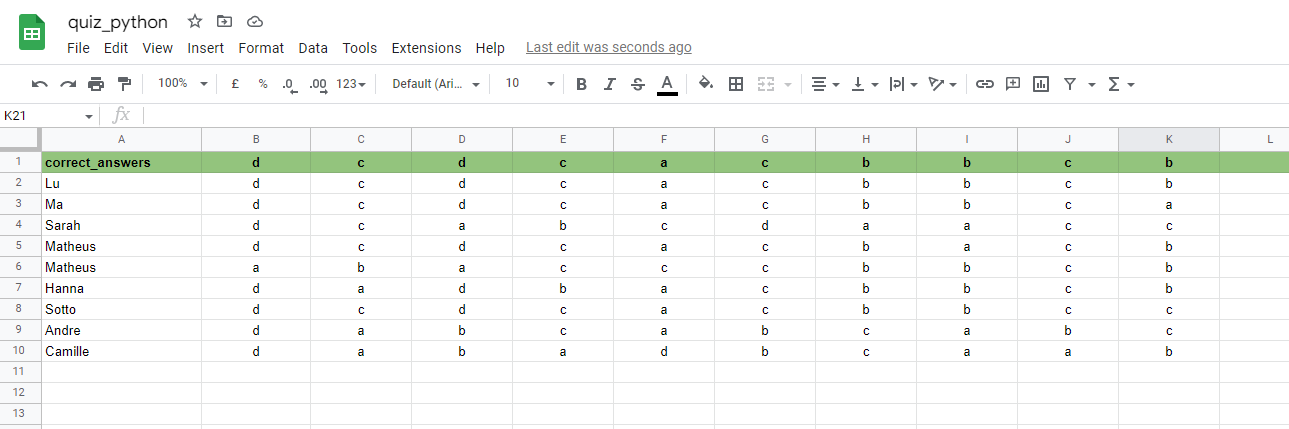 quiz_python
File Edit View Insert Format Data Tools Extensions Help Last edit was seconds ago
100% £ % .0 .00 123 Default (Ari... 10 B I S A Σ
K21 fx
A B C D E F G H I J K L
1 correct_answers d c d c a c b b c b
2 Lu d c d c a c b b c b
3 Ma d c d c a c b b c a
4 Sarah d c a b c d a a c c
5 Matheus d c d c a c b a c b
6 Matheus a b a c c c b b c b
7 Hanna d a d b a c b b c b
8 Sotto d c d c a c b b c c
9 Andre d a b c a b c a b c
10 Camille d a b a d b c a a b
11
12
13